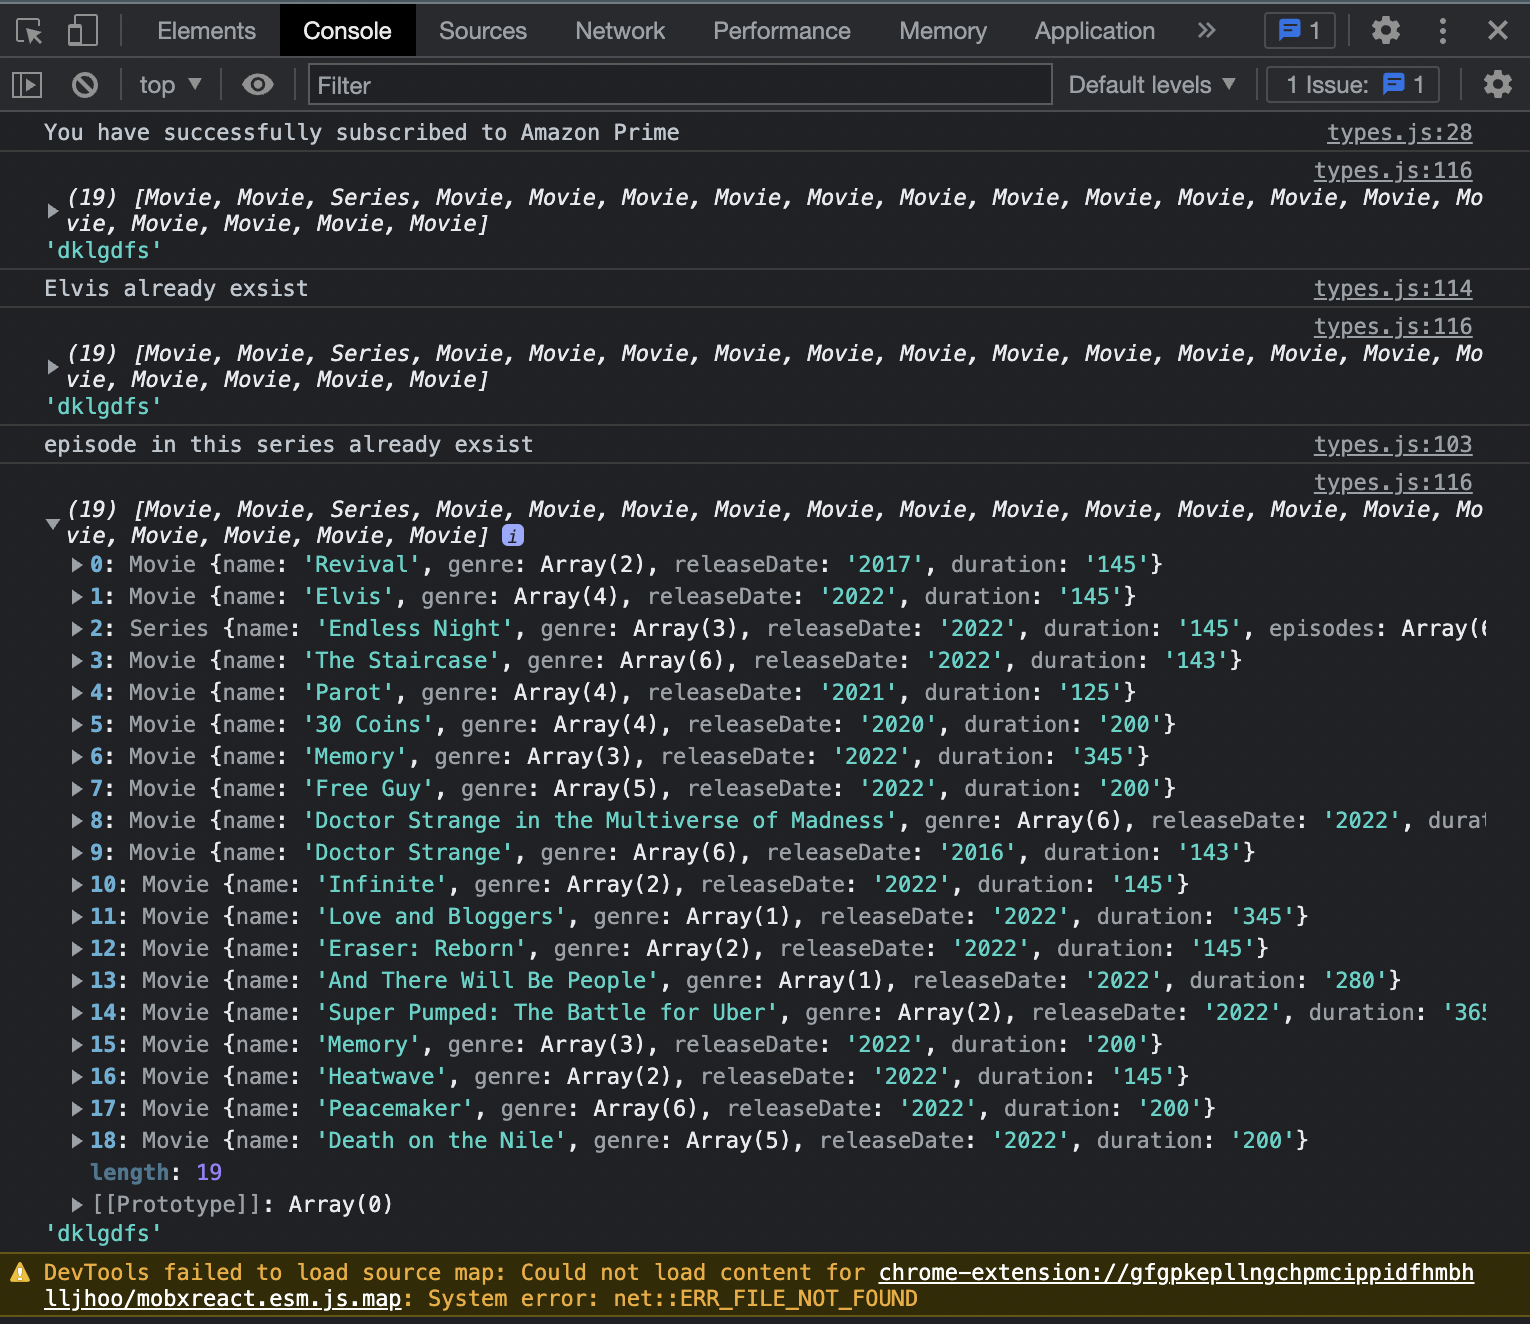 Elements Console Sources Network Performance Memory Application 1
top Filter Default levels 1 Issue: 1
You have successfully subscribed to Amazon Prime types.js:28
types.js:116
(19) [Movie, Movie, Series, Movie, Movie, Movie, Movie, Movie, Movie, Movie, Movie, Movie, Movie, Movie, Mo
vie, Movie, Movie, Movie, Movie]
'dklgdfs'
Elvis already exsist types.js:114
types.js:116
(19) [Movie, Movie, Series, Movie, Movie, Movie, Movie, Movie, Movie, Movie, Movie, Movie, Movie, Movie, Mo
vie, Movie, Movie, Movie, Movie]
'dklgdfs'
episode in this series already exsist types.js:103
types.js:116
(19) [Movie, Movie, Series, Movie, Movie, Movie, Movie, Movie, Movie, Movie, Movie, Movie, Movie, Movie, Mo
vie, Movie, Movie, Movie, Movie] i
0: Movie {name: 'Revival', genre: Array(2), releaseDate: '2017', duration: '145'}
1: Movie {name: 'Elvis', genre: Array(4), releaseDate: '2022', duration: '145'}
2: Series {name: 'Endless Night', genre: Array(3), releaseDate: '2022', duration: '145', episodes: Array(
3: Movie {name: 'The Staircase', genre: Array(6), releaseDate: '2022', duration: '143'}
4: Movie {name: 'Parot', genre: Array(4), releaseDate: '2021', duration: '125'}
5: Movie {name: '30 Coins', genre: Array(4), releaseDate: '2020', duration: '200'}
6: Movie {name: 'Memory', genre: Array(3), releaseDate: '2022', duration: '345'}
7: Movie {name: 'Free Guy', genre: Array(5), releaseDate: '2022', duration: '200'}
8: Movie {name: 'Doctor Strange in the Multiverse of Madness', genre: Array(6), releaseDate: '2022', durat
9: Movie {name: 'Doctor Strange', genre: Array(6), releaseDate: '2016', duration: '143'}
10: Movie {name: 'Infinite', genre: Array(2), releaseDate: '2022', duration: '145'}
11: Movie {name: 'Love and Bloggers', genre: Array(1), releaseDate: '2022', duration: '345'}
12: Movie {name: 'Eraser: Reborn', genre: Array(2), releaseDate: '2022', duration: '145'}
13: Movie {name: 'And There Will Be People', genre: Array(1), releaseDate: '2022', duration: '280'}
14: Movie {name: 'Super Pumped: The Battle for Uber', genre: Array(2), releaseDate: '2022', duration: '365
15: Movie {name: 'Memory', genre: Array(3), releaseDate: '2022', duration: '200'}
16: Movie {name: 'Heatwave', genre: Array(2), releaseDate: '2022', duration: '145'}
17: Movie {name: 'Peacemaker', genre: Array(6), releaseDate: '2022', duration: '200'}
18: Movie {name: 'Death on the Nile', genre: Array(5), releaseDate: '2022', duration: '200'}
length: 19
[[Prototype]]: Array(0)
'dklgdfs'
DevTools failed to load source map: Could not load content for chrome-extension://gfgpkepllngchpmcippidfhmbh
lljhoo/mobxreact.esm.js.map: System error: net::ERR_FILE_NOT_FOUND